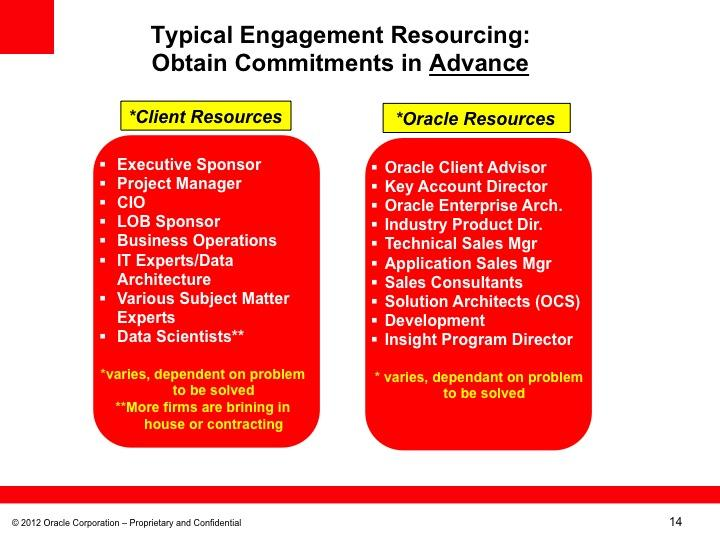 Typical Engagement Resourcing:
Obtain Commitments in Advance
*Client Resources
▪ Executive Sponsor
▪ Project Manager
▪ CIO
▪ LOB Sponsor
▪ Business Operations
▪ IT Experts/Data
Architecture
▪ Various Subject Matter
Experts
▪ Data Scientists**
*varies, dependent on problem
to be solved
**More firms are brining in
house or contracting
*Oracle Resources
▪ Oracle Client Advisor
▪ Key Account Director
▪ Oracle Enterprise Arch.
▪ Industry Product Dir.
▪ Technical Sales Mgr
▪ Application Sales Mgr
▪ Sales Consultants
▪ Solution Architects (OCS)
▪ Development
▪ Insight Program Director
* varies, dependant on problem
to be solved
© 2012 Oracle Corporation – Proprietary and Confidential
14